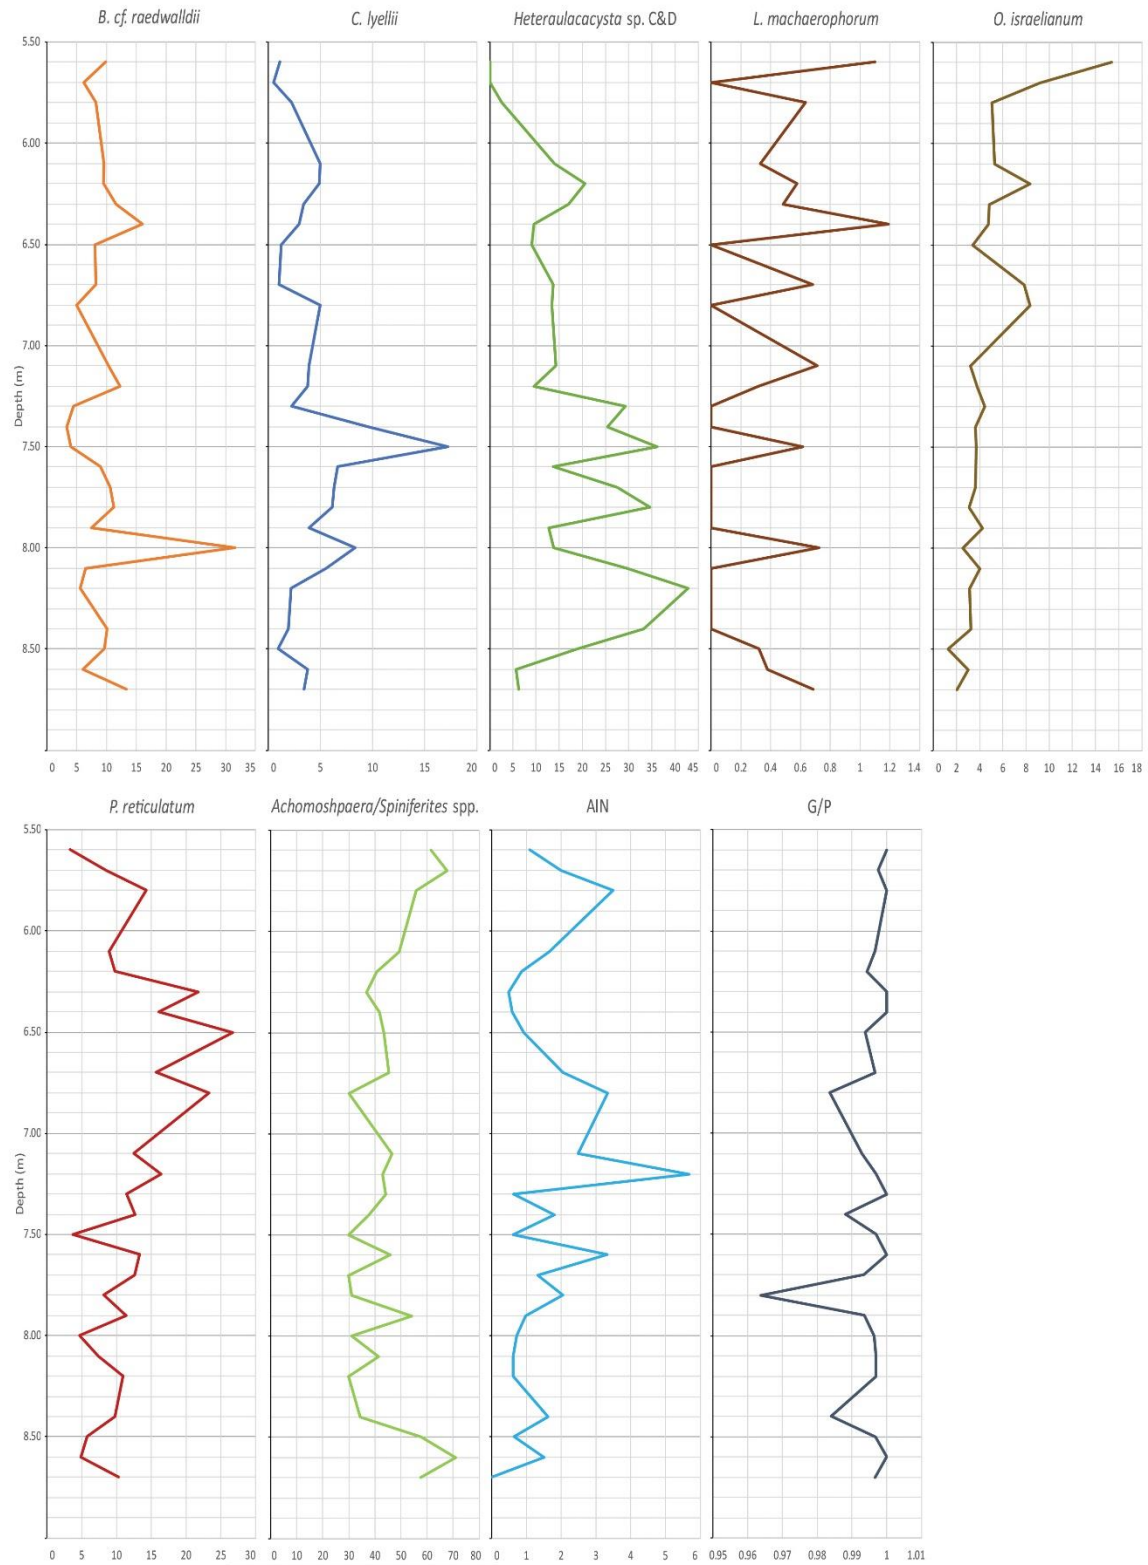 B. cf. raedwalldii C. lyellii Heteraulacacysta sp. C&D L. machaerophorum O. israelianum
5.50
6.00
6.50
7.00
7.50
8.00
8.50
Depth (m)
0 5 10 15 20 25 30 35 0 5 10 15 20 0 5 10 15 20 25 30 35 40 45 0 0.2 0.4 0.6 0.8 1 1.2 1.4 0 2 4 6 8 10 12 14 16 18
P. reticulatum Achomoshpaera/Spiniferites spp. AIN G/P
5.50
6.00
6.50
7.00
7.50
8.00
8.50
Depth (m)
0 5 10 15 20 25 30 0 10 20 30 40 50 60 70 80 0 1 2 3 4 5 6 0.95 0.96 0.97 0.98 0.99 1 1.01